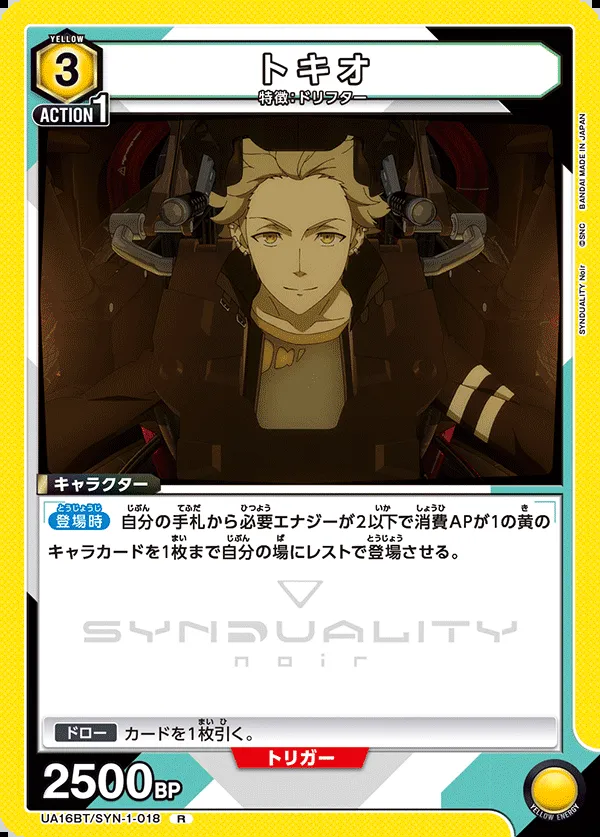 YELLOW
3
トキオ
特徴:ドリフター
ACTION 1
SYNDUALITY Noir ©SNC BANDAI MADE IN JAPAN
キャラクター
登場時 自分の手札から必要エナジーが2以下で消費APが1の黄の
キャラカードを1枚まで自分の場にレストで登場させる。
SYNDUALITY
noir
ドロー カードを1枚引く。
トリガー
2500BP
YELLOW ENERGY
UA16BT/SYN-1-018 R